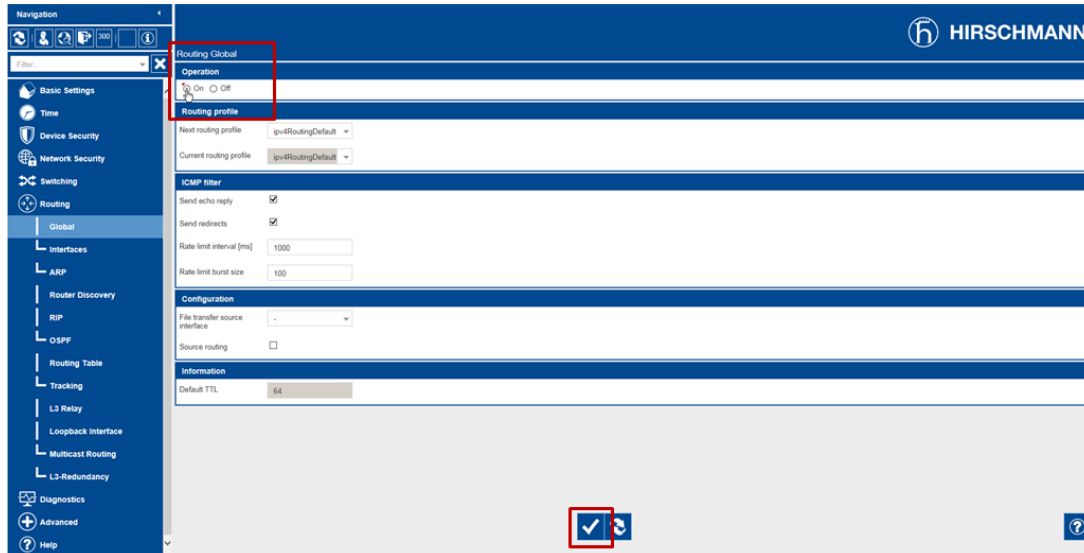 Navigation
HIRSCHMANN
300
Filter...
Routing Global
Operation
On Off
Routing profile
Next routing profile ipv4RoutingDefault
Current routing profile ipv4RoutingDefault
ICMP filter
Send echo reply
Send redirects
Rate limit interval [ms] 1000
Rate limit burst size 100
Configuration
File transfer source
interface -
Source routing
Information
Default TTL 64
Basic Settings
Time
Device Security
Network Security
Switching
Routing
Global
Interfaces
ARP
Router Discovery
RIP
OSPF
Routing Table
Tracking
L3 Relay
Loopback Interface
Multicast Routing
L3-Redundancy
Diagnostics
Advanced
Help